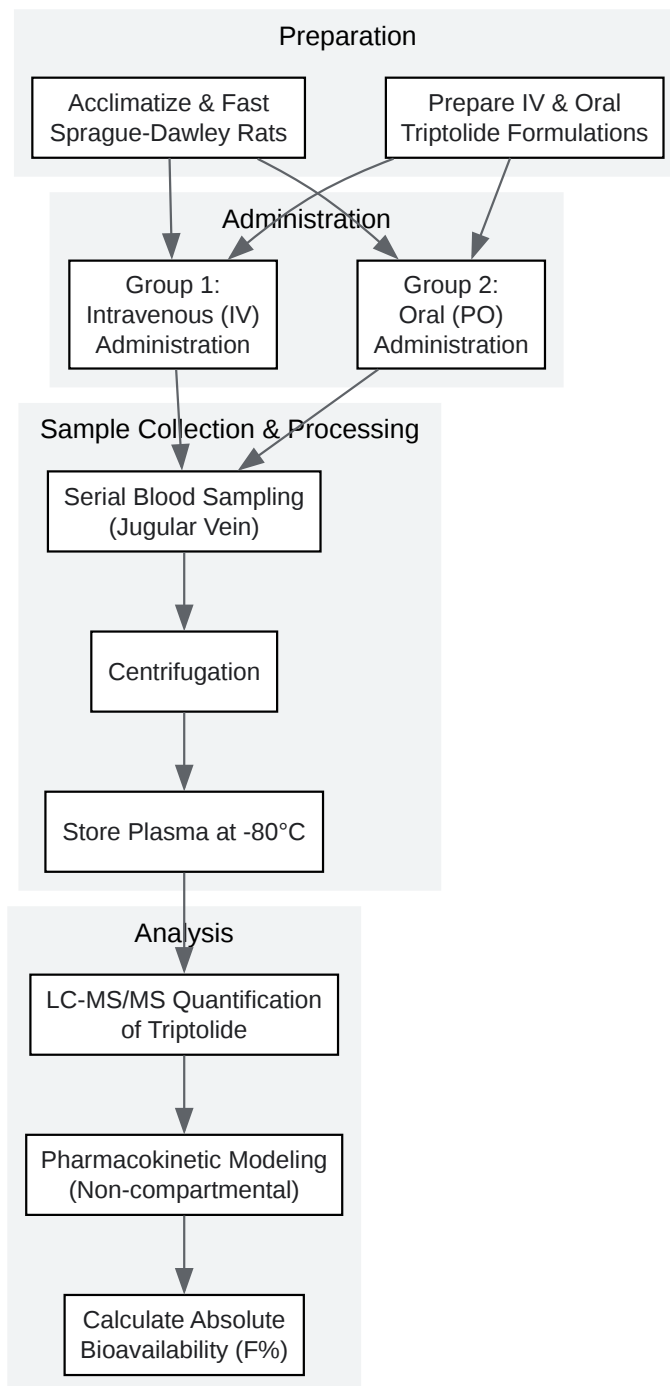 Preparation
Acclimatize & Fast
Sprague-Dawley Rats
Prepare IV & Oral
Triptolide Formulations
Administration
Group 1:
Intravenous (IV)
Administration
Group 2:
Oral (PO)
Administration
Sample Collection & Processing
Serial Blood Sampling
(Jugular Vein)
Centrifugation
Store Plasma at -80°C
Analysis
LC-MS/MS Quantification
of Triptolide
Pharmacokinetic Modeling
(Non-compartmental)
Calculate Absolute
Bioavailability (F%)